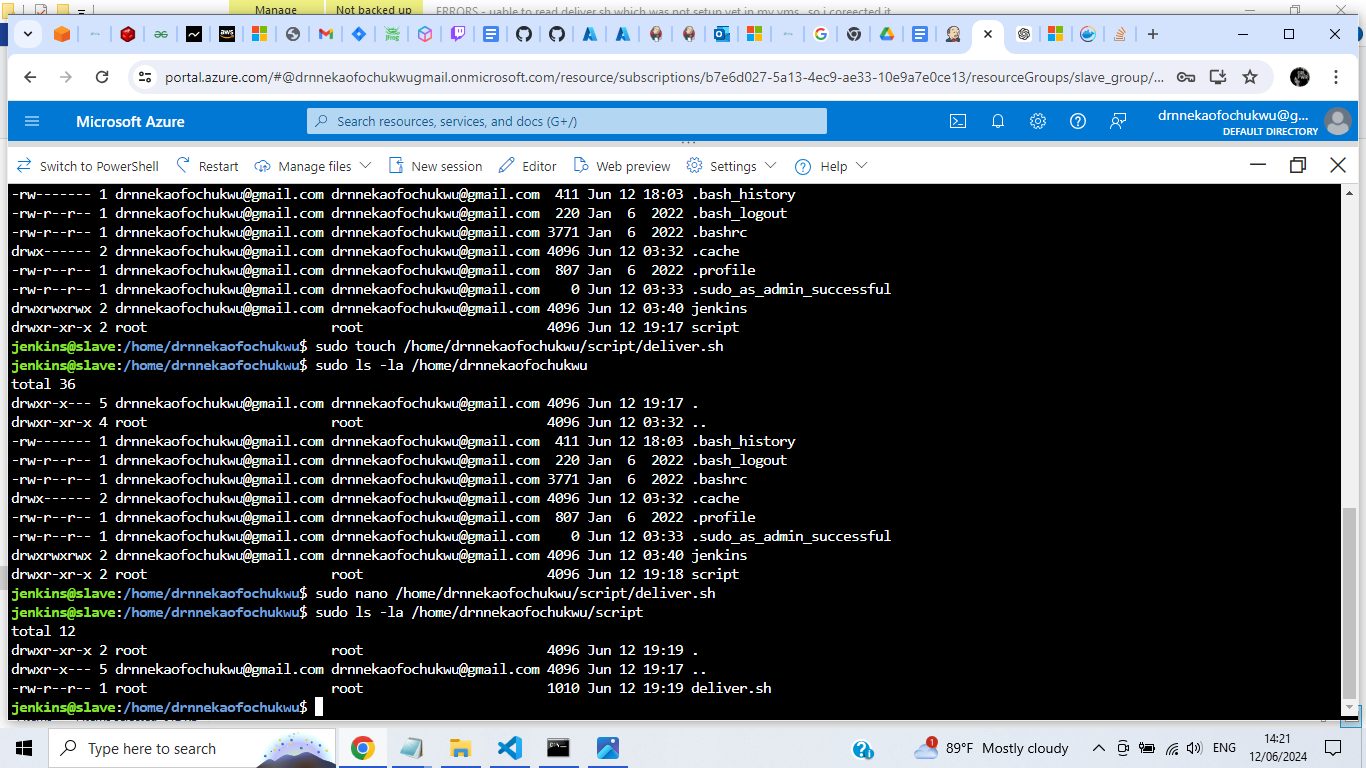 Manage
Not backed up
ERRORS - uable to read deliver.sh which was not setup yet in my vms, so i coreected it
portal.azure.com/#@drnnekaofochukwugmail.onmicrosoft.com/resource/subscriptions/b7e6d027-5a13-4ec9-ae33-10e9a7e0ce13/resourceGroups/slave_group/...
Microsoft Azure
Search resources, services, and docs (G+/)
drnnekaofochukwu@g...
DEFAULT DIRECTORY
Switch to PowerShell Restart Manage files New session Editor Web preview Settings Help
-rw------- 1 drnnekaofochukwu@gmail.com drnnekaofochukwu@gmail.com 411 Jun 12 18:03 .bash_history
-rw-r--r-- 1 drnnekaofochukwu@gmail.com drnnekaofochukwu@gmail.com 220 Jan 6 2022 .bash_logout
-rw-r--r-- 1 drnnekaofochukwu@gmail.com drnnekaofochukwu@gmail.com 3771 Jan 6 2022 .bashrc
drwx------ 2 drnnekaofochukwu@gmail.com drnnekaofochukwu@gmail.com 4096 Jun 12 03:32 .cache
-rw-r--r-- 1 drnnekaofochukwu@gmail.com drnnekaofochukwu@gmail.com 807 Jan 6 2022 .profile
-rw-r--r-- 1 drnnekaofochukwu@gmail.com drnnekaofochukwu@gmail.com 0 Jun 12 03:33 .sudo_as_admin_successful
drwxrwxrwx 2 drnnekaofochukwu@gmail.com drnnekaofochukwu@gmail.com 4096 Jun 12 03:40 jenkins
drwxr-xr-x 2 root root 4096 Jun 12 19:17 script
jenkins@slave:/home/drnnekaofochukwu$ sudo touch /home/drnnekaofochukwu/script/deliver.sh
jenkins@slave:/home/drnnekaofochukwu$ sudo ls -la /home/drnnekaofochukwu
total 36
drwxr-x--- 5 drnnekaofochukwu@gmail.com drnnekaofochukwu@gmail.com 4096 Jun 12 19:17 .
drwxr-xr-x 4 root root 4096 Jun 12 03:32 ..
-rw------- 1 drnnekaofochukwu@gmail.com drnnekaofochukwu@gmail.com 411 Jun 12 18:03 .bash_history
-rw-r--r-- 1 drnnekaofochukwu@gmail.com drnnekaofochukwu@gmail.com 220 Jan 6 2022 .bash_logout
-rw-r--r-- 1 drnnekaofochukwu@gmail.com drnnekaofochukwu@gmail.com 3771 Jan 6 2022 .bashrc
drwx------ 2 drnnekaofochukwu@gmail.com drnnekaofochukwu@gmail.com 4096 Jun 12 03:32 .cache
-rw-r--r-- 1 drnnekaofochukwu@gmail.com drnnekaofochukwu@gmail.com 807 Jan 6 2022 .profile
-rw-r--r-- 1 drnnekaofochukwu@gmail.com drnnekaofochukwu@gmail.com 0 Jun 12 03:33 .sudo_as_admin_successful
drwxrwxrwx 2 drnnekaofochukwu@gmail.com drnnekaofochukwu@gmail.com 4096 Jun 12 03:40 jenkins
drwxr-xr-x 2 root root 4096 Jun 12 19:18 script
jenkins@slave:/home/drnnekaofochukwu$ sudo nano /home/drnnekaofochukwu/script/deliver.sh
jenkins@slave:/home/drnnekaofochukwu$ sudo ls -la /home/drnnekaofochukwu/script
total 12
drwxr-xr-x 2 root root 4096 Jun 12 19:19 .
drwxr-x--- 5 drnnekaofochukwu@gmail.com drnnekaofochukwu@gmail.com 4096 Jun 12 19:17 ..
-rw-r--r-- 1 root root 1010 Jun 12 19:19 deliver.sh
jenkins@slave:/home/drnnekaofochukwu$
Type here to search
1
89°F Mostly cloudy
ENG
14:21
12/06/2024